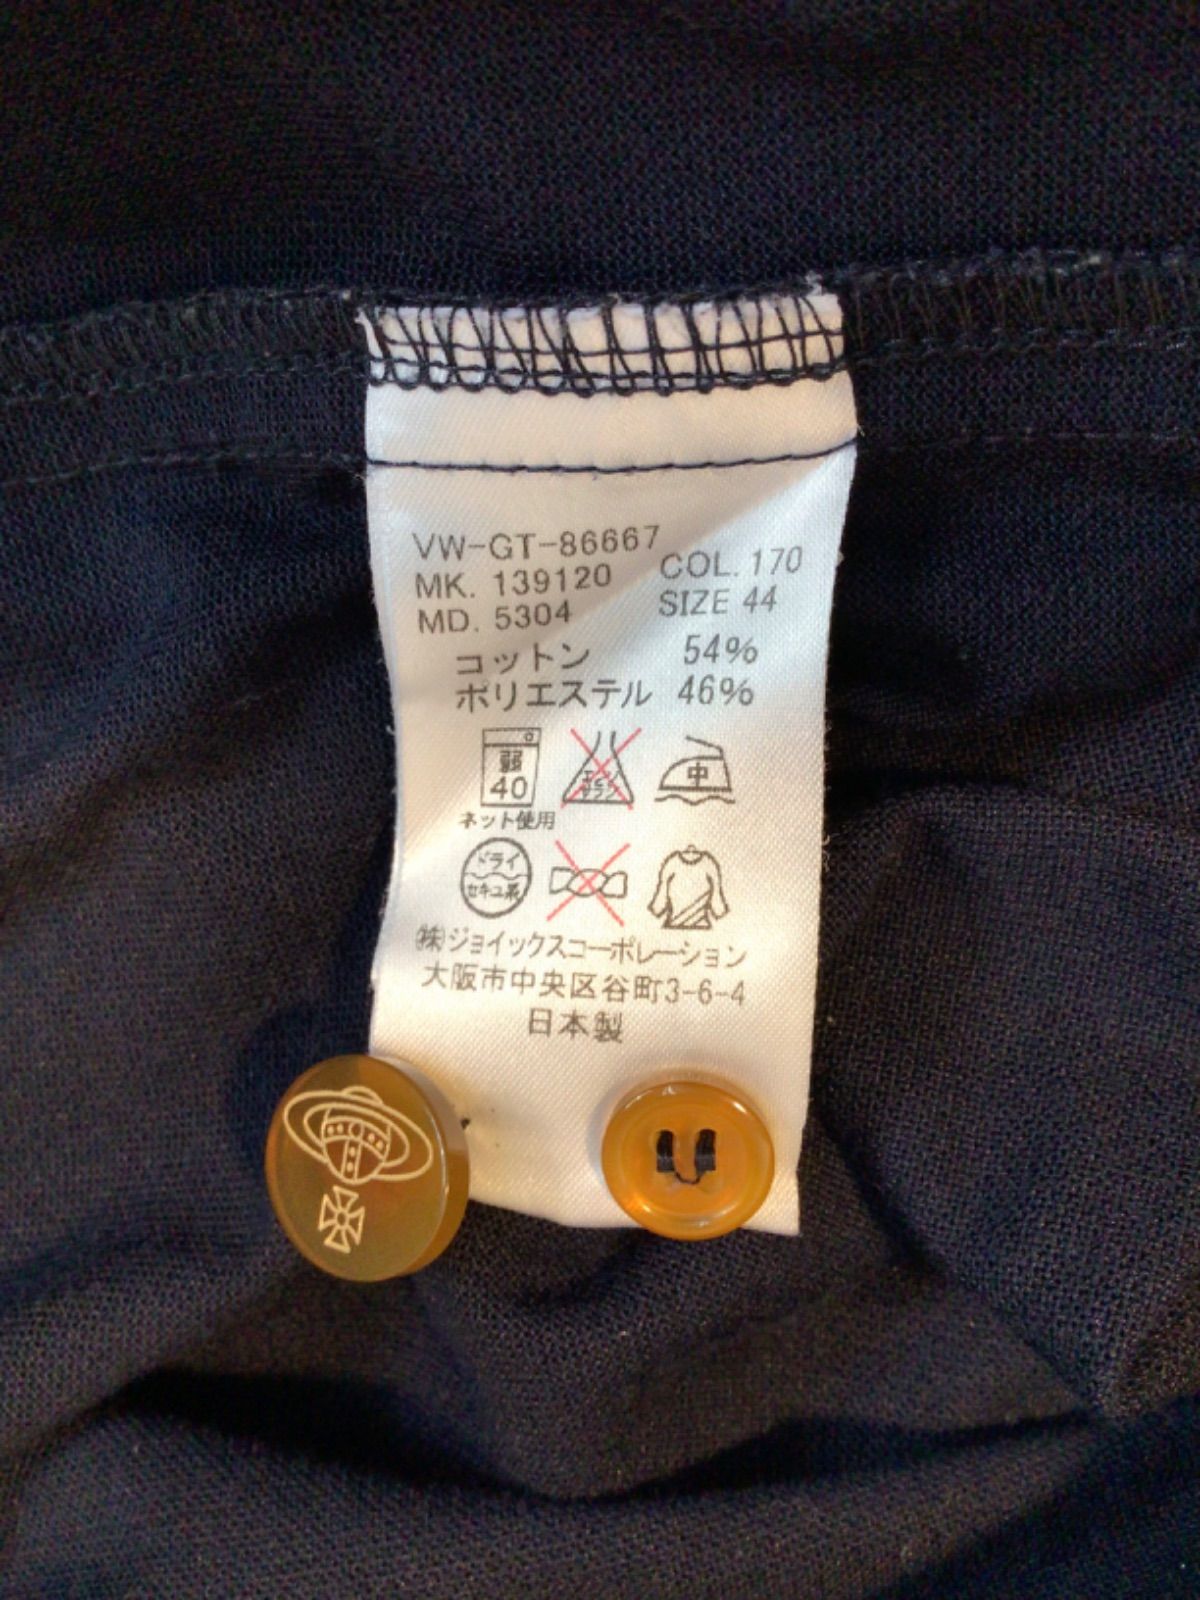 VW-GT-86667
MK. 139120 COL. 170
MD. 5304 SIZE 44
コットン 54%
ポリエステル 46%
弱 中
40
ネット使用
ドライ
セキユ系
㈱ジョイックスコーポレーション
大阪市中央区谷町3-6-4
日本製